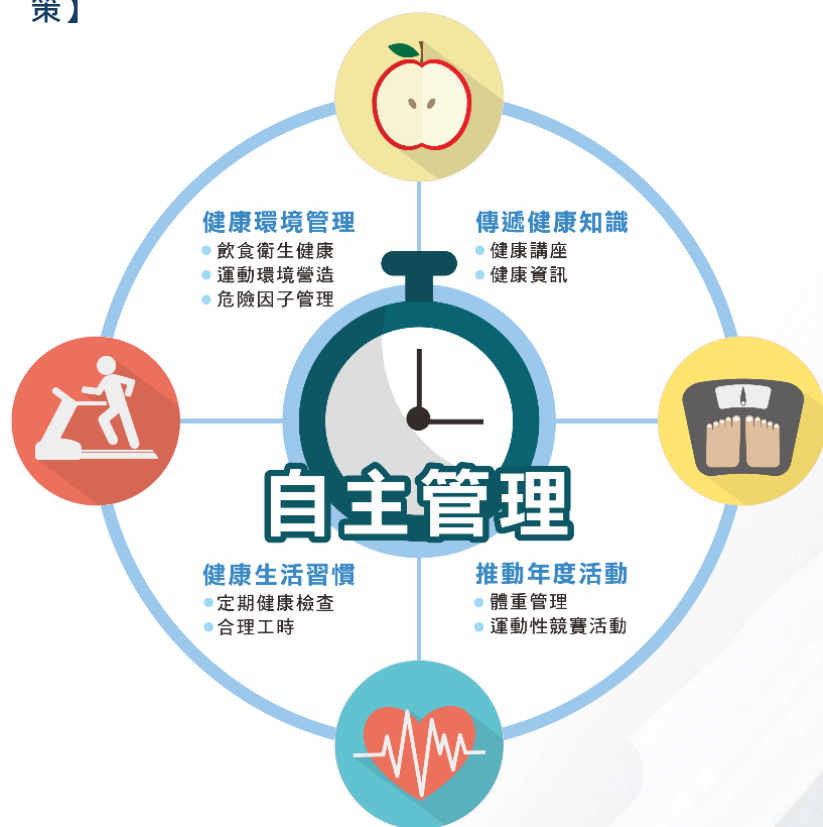 策】
健康環境管理
飲食衛生健康
運動環境營造
危險因子管理
傳遞健康知識
健康講座
健康資訊
自主管理
健康生活習慣
定期健康檢查
合理工時
推動年度活動
體重管理
運動性競賽活動